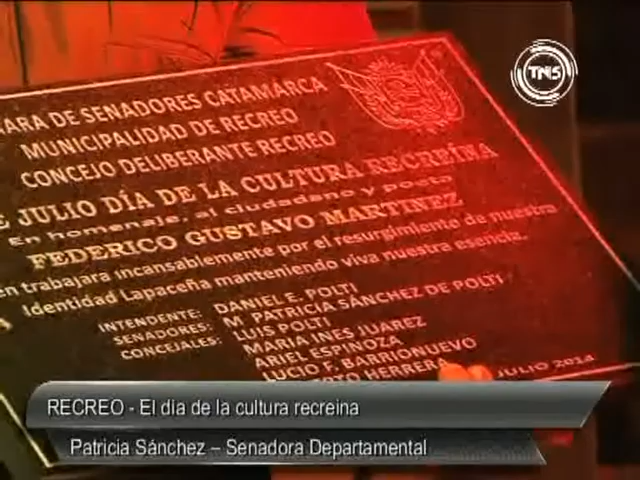 TN5
ARA DE SENADORES CATAMARCA
MUNICIPALIDAD DE RECREO
CONCEJO DELIBERANTE RECREO
E JULIO DÍA DE LA CULTURA RECREÍNA
En homenaje, al ciudadano y poeta
FEDERICO GUSTAVO MARTINEZ
en trabajara incansablemente por el resurgimiento de nuestra
Identidad Lapaceña manteniendo viva nuestra esencia.
INTENDENTE: DANIEL E. POLTI
SENADORES: M. PATRICIA SÁNCHEZ DE POLTI
CONCEJALES: LUIS POLTI
MARIA INES JUAREZ
ARIEL ESPINOZA
LUCIO F. BARRIONUEVO
HERRERA
JULIO 2014
RECREO - El día de la cultura recreina
Patricia Sánchez – Senadora Departamental